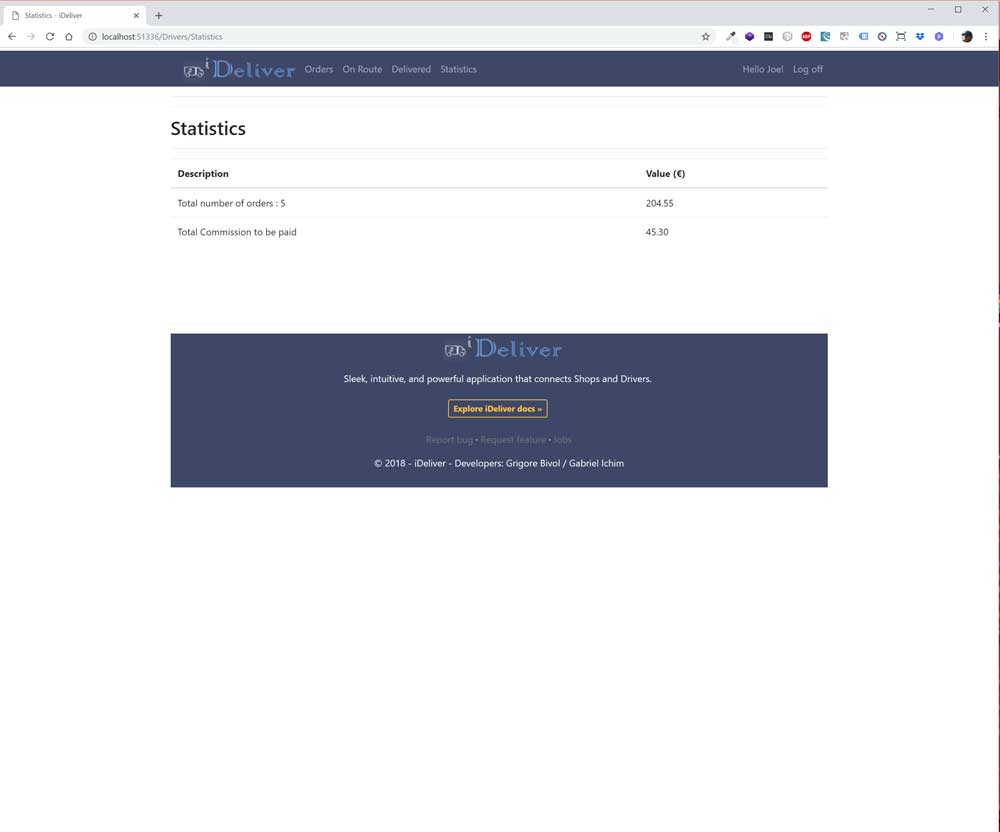 Statistics - iDeliver
localhost:51336/Drivers/Statistics
iDeliver Orders On Route Delivered Statistics Hello Joe! Log off
Statistics
Description Value (€)
Total number of orders : 5 204.55
Total Commission to be paid 45.30
iDeliver
Sleek, intuitive, and powerful application that connects Shops and Drivers.
Explore iDeliver docs »
Report bug • Request feature • Jobs
© 2018 - iDeliver - Developers: Grigore Bivol / Gabriel Ichim